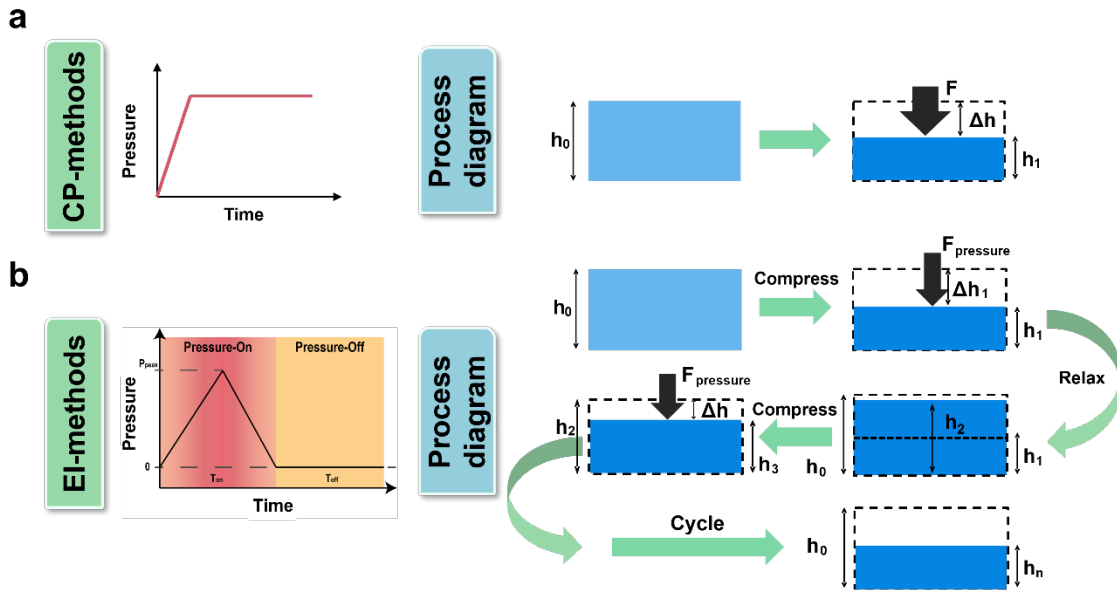 a
CP-methods
Pressure
Time
Process
diagram
h0
F
Δh
h1
b
EI-methods
Pressure-On
Pressure-Off
Ppeak
Pressure
0
Ton
Toff
Time
Process
diagram
h0
Compress
Fpressure
Δh1
h1
Relax
Fpressure
Δh
h2
h3
Compress
h0
h2
h1
Cycle
h0
hn